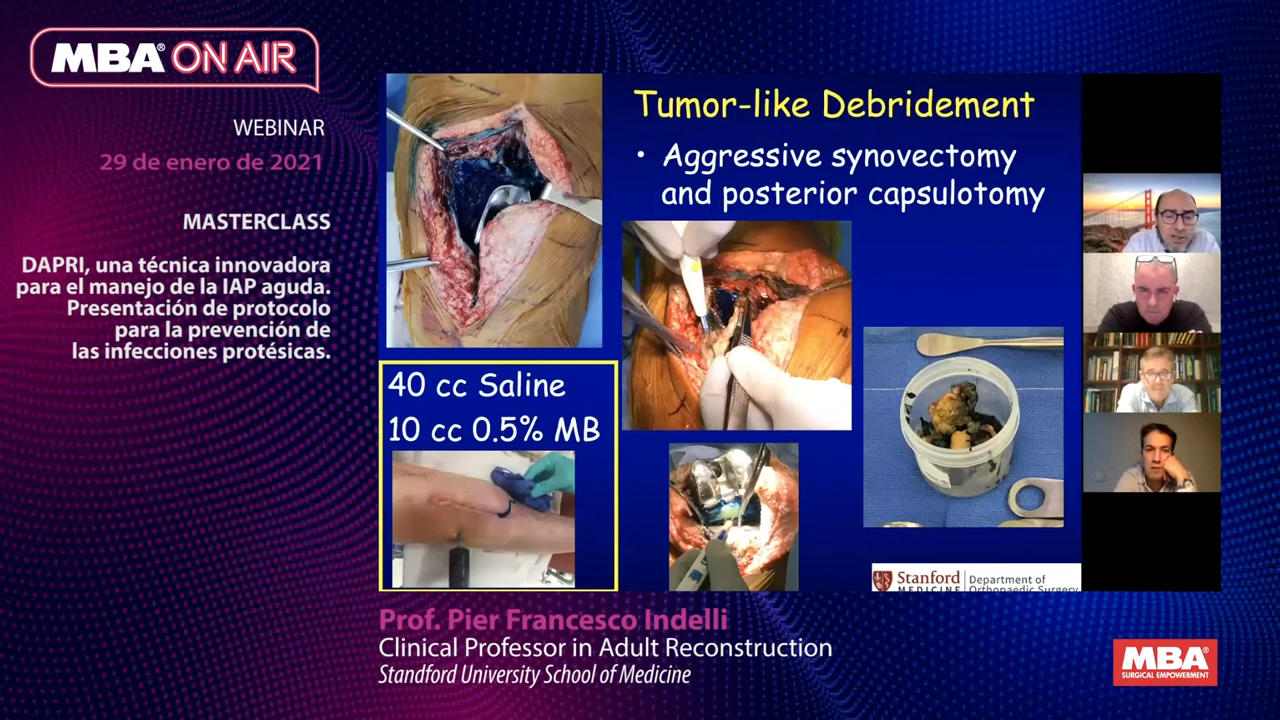 MBA® ON AIR
WEBINAR
29 de enero de 2021
MASTERCLASS
DAPRI, una técnica innovadora
para el manejo de la IAP aguda.
Presentación de protocolo
para la prevención de
las infecciones protésicas.
Tumor-like Debridement
• Aggressive synovectomy
and posterior capsulotomy
40 cc Saline
10 cc 0.5% MB
Stanford
MEDICINE
Department of
Orthopaedic Surgery
Prof. Pier Francesco Indelli
Clinical Professor in Adult Reconstruction
Standford University School of Medicine
MBA®
SURGICAL EMPOWERMENT